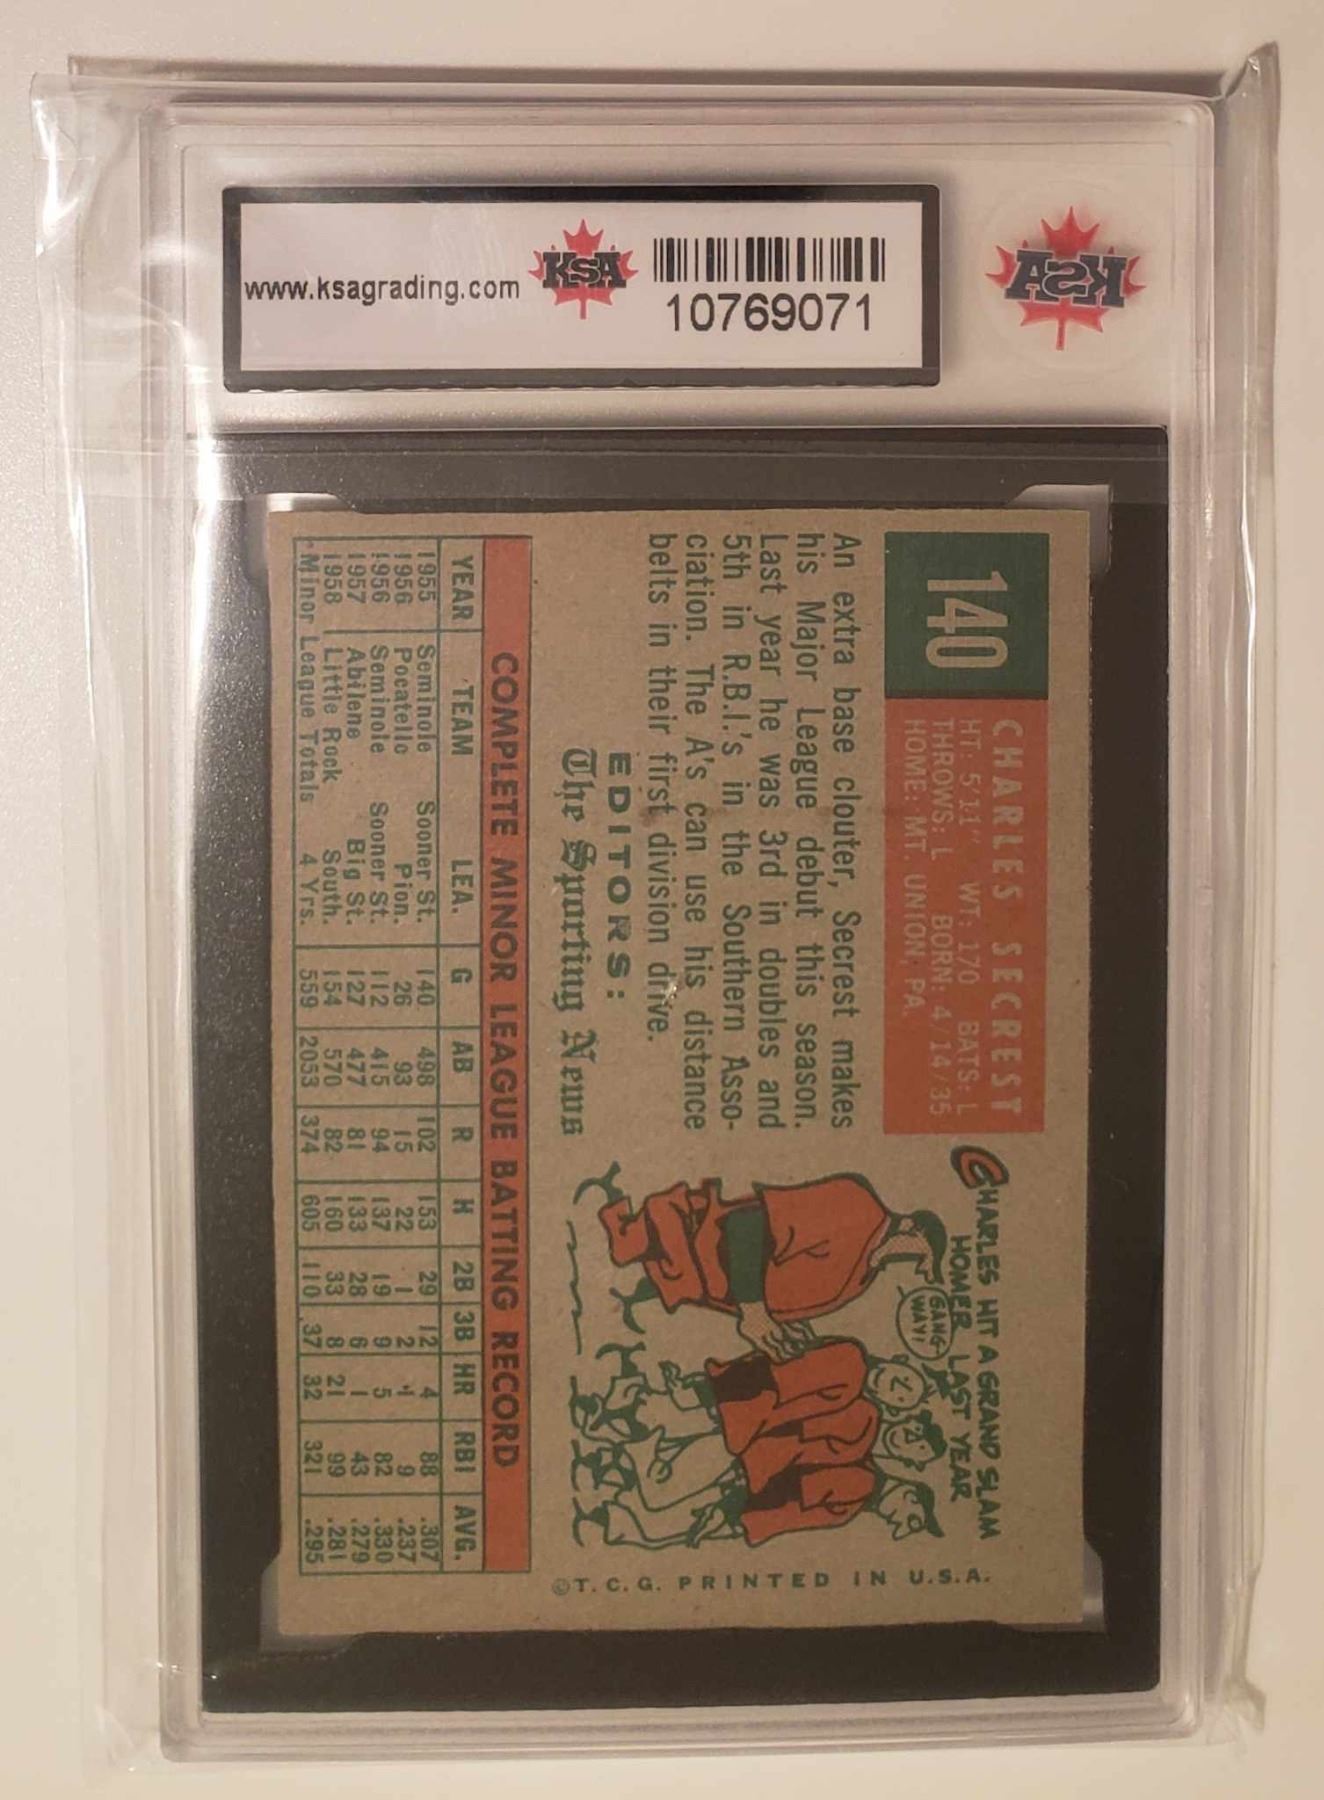 www.ksagrading.com
KSA
10769071
KSA
140
CHARLES SECREST
HT: 5'11" WT: 170 BATS: L
THROWS: L BORN: 4/14/35
HOME: MT. UNION, PA.
An extra base clouter, Secrest makes
his Major League debut this season.
Last year he was 3rd in doubles and
5th in R.B.I.'s in the Southern Asso-
ciation. The A's can use his distance
belts in their first division drive.
EDITORS:
The Sporting News
CHARLES HIT A GRAND SLAM
HOMER LAST YEAR
GANG-
WAY!
©T. C. G. PRINTED IN U.S.A.
COMPLETE MINOR LEAGUE BATTING RECORD
YEAR TEAM LEA. G AB R H 2B 3B HR RBI AVG.
1955 Seminole Sooner St. 140 498 102 153 29 12 4 88 .307
1956 Pocatello Pion. 26 93 15 22 1 2 1 9 .237
1956 Seminole Sooner St. 112 415 94 137 19 9 5 82 .330
1957 Abilene Big St. 127 477 81 133 28 6 1 43 .279
1958 Little Rock South. 154 570 82 160 33 8 21 99 .281
Minor League Totals 4 Yrs. 559 2053 374 605 110 37 32 321 .295